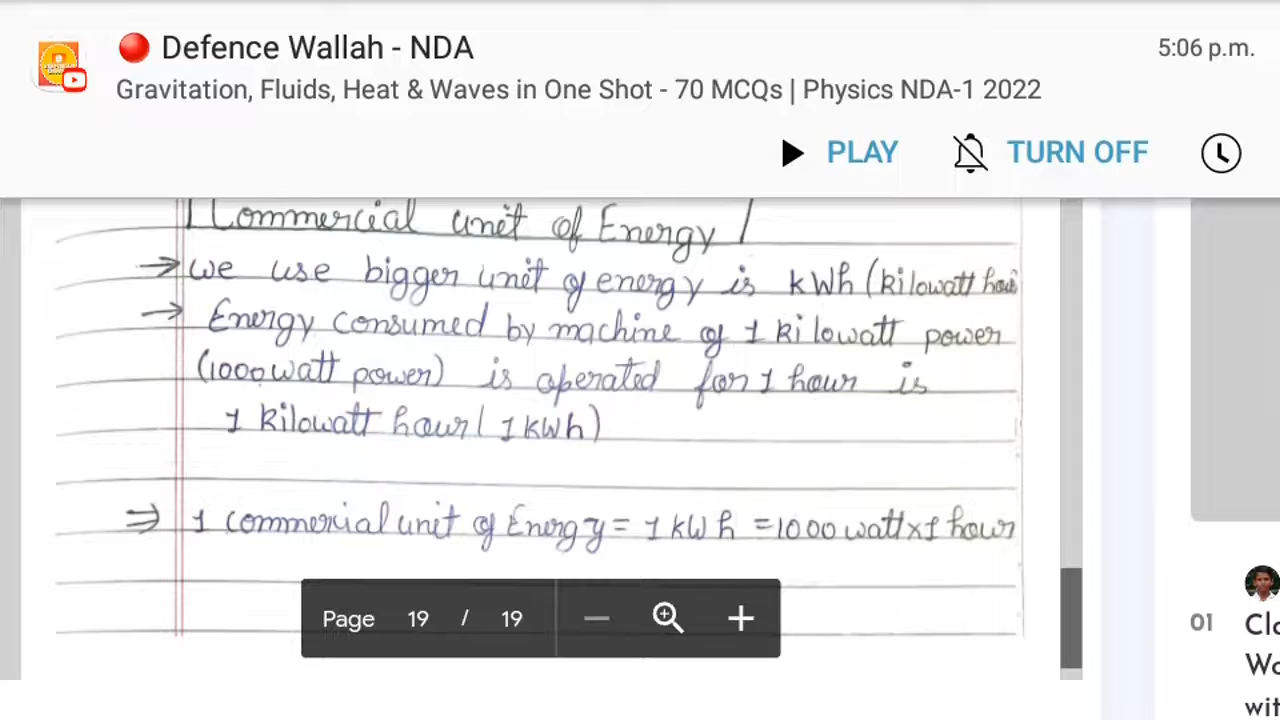 Defence Wallah - NDA
5:06 p.m.
Gravitation, Fluids, Heat & Waves in One Shot - 70 MCQs | Physics NDA-1 2022
PLAY
TURN OFF
Commercial unit of Energy
→ we use bigger unit of energy is kWh (kilowatt hour
→ Energy consumed by machine of 1 kilowatt power
(1000 watt power) is operated for 1 hour is
1 kilowatt hour (1 kWh)
⇒ 1 commercial unit of Energy = 1 kWh = 1000 watt × 1 hour
Page 19 / 19
01
Cla
Wo
wit